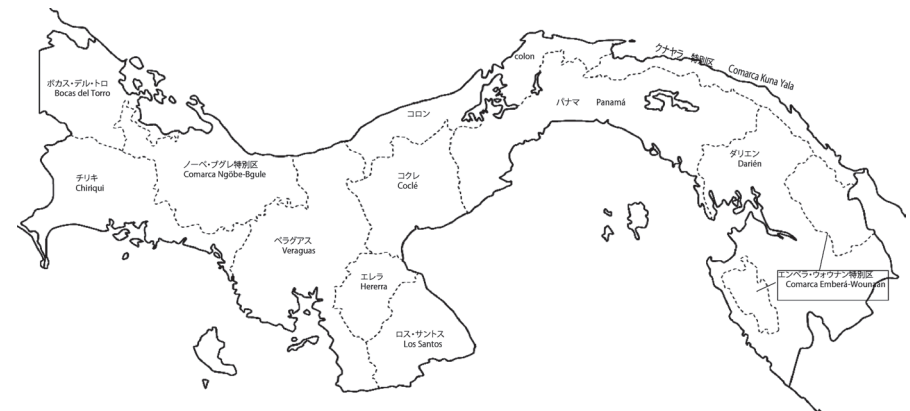 ボカス・デル・トロ
Bocas del Torro
チリキ
Chiriqui
ノーベ・ブグレ特別区
Comarca Ngöbe-Bgule
ベラグアス
Veraguas
コロン
コクレ
Coclé
エレラ
Hererra
ロス・サントス
Los Santos
colon
パナマ Panamá
クナヤラ 特別区 Comarca Kuna Yala
ダリエン
Darién
エンベラ・ウォウナン特別区
Comarca Emberá-Wounaan